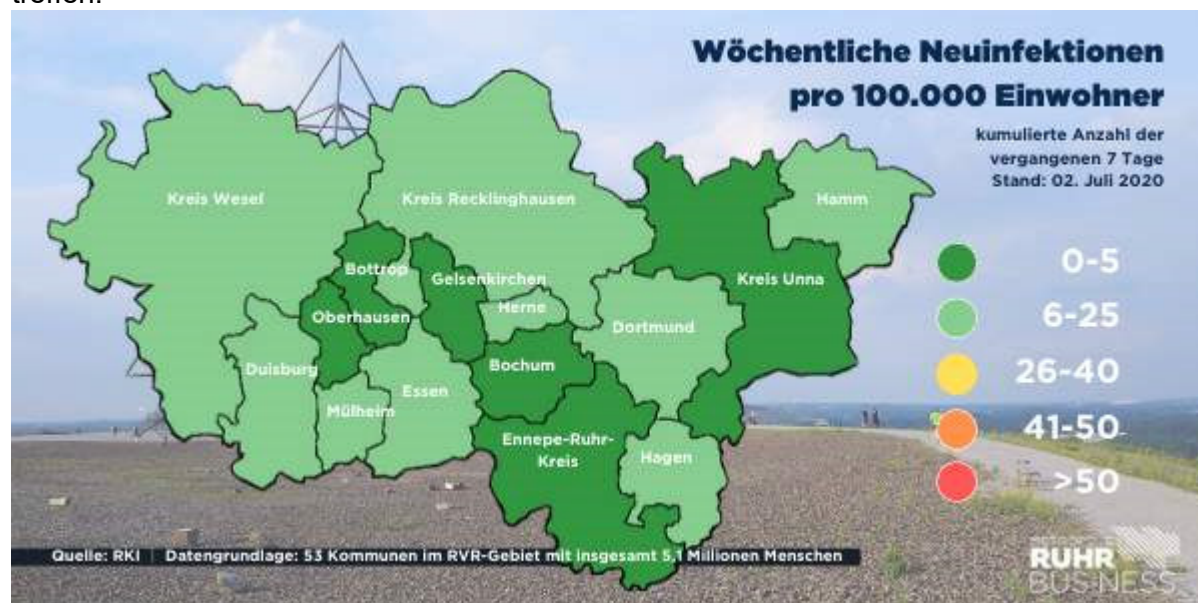 Wöchentliche Neuinfektionen
pro 100.000 Einwohner
kumulierte Anzahl der
vergangenen 7 Tage
Stand: 02. Juli 2020
Kreis Wesel
Kreis Recklinghausen
Hamm
Bottrop
Gelsenkirchen
Kreis Unna
Herne
Oberhausen
Dortmund
Duisburg
Bochum
Essen
Mülheim
Ennepe-Ruhr-
Kreis
Hagen
0-5
6-25
26-40
41-50
>50
Quelle: RKI | Datengrundlage: 53 Kommunen im RVR-Gebiet mit insgesamt 5,1 Millionen Menschen
RUHR
BUSINESS